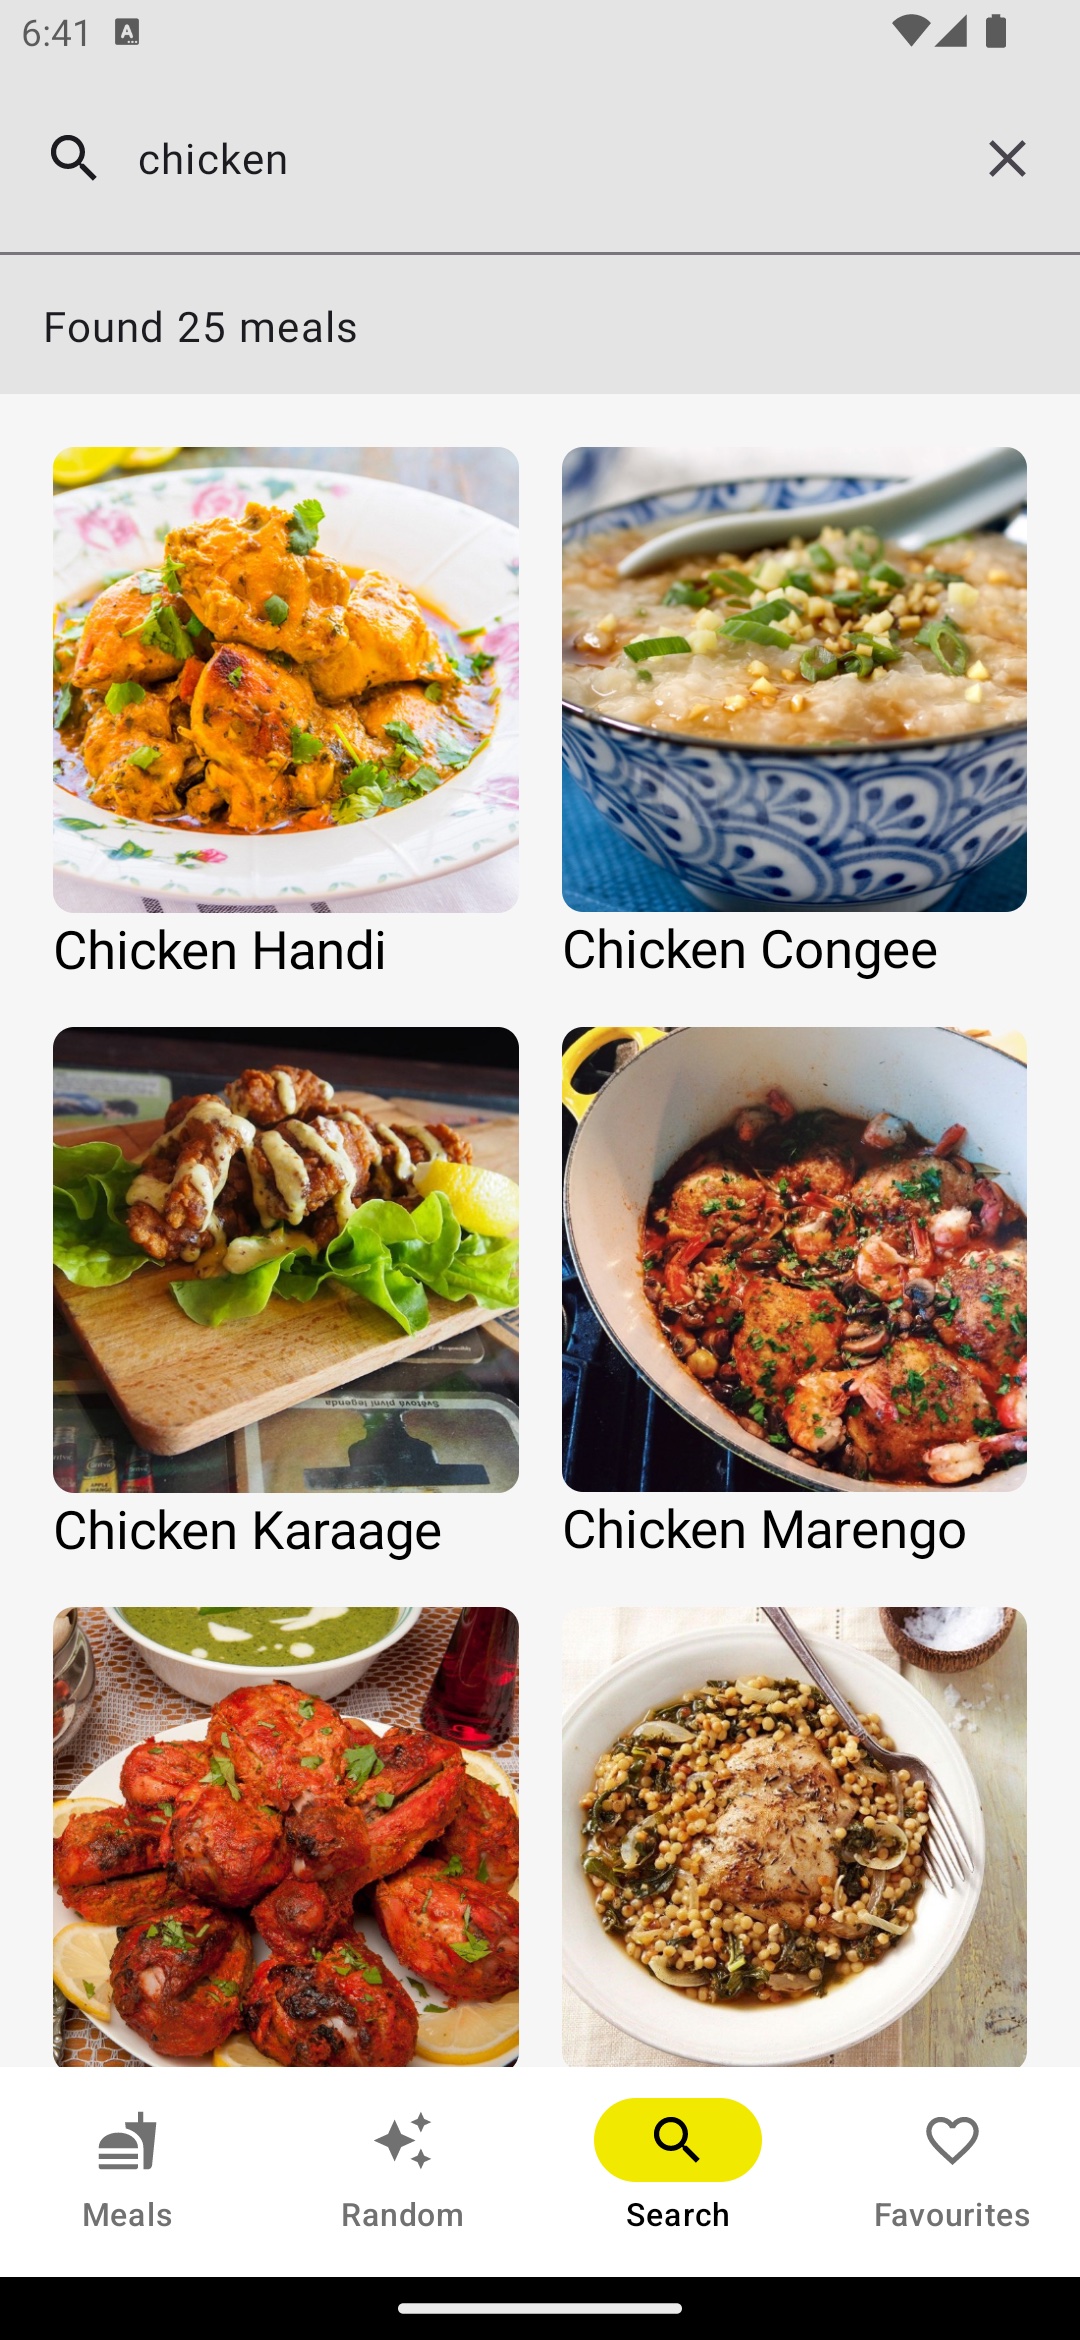 6:41
chicken
Found 25 meals
Chicken Handi
Chicken Congee
Chicken Karaage
Chicken Marengo
Meals
Random
Search
Favourites